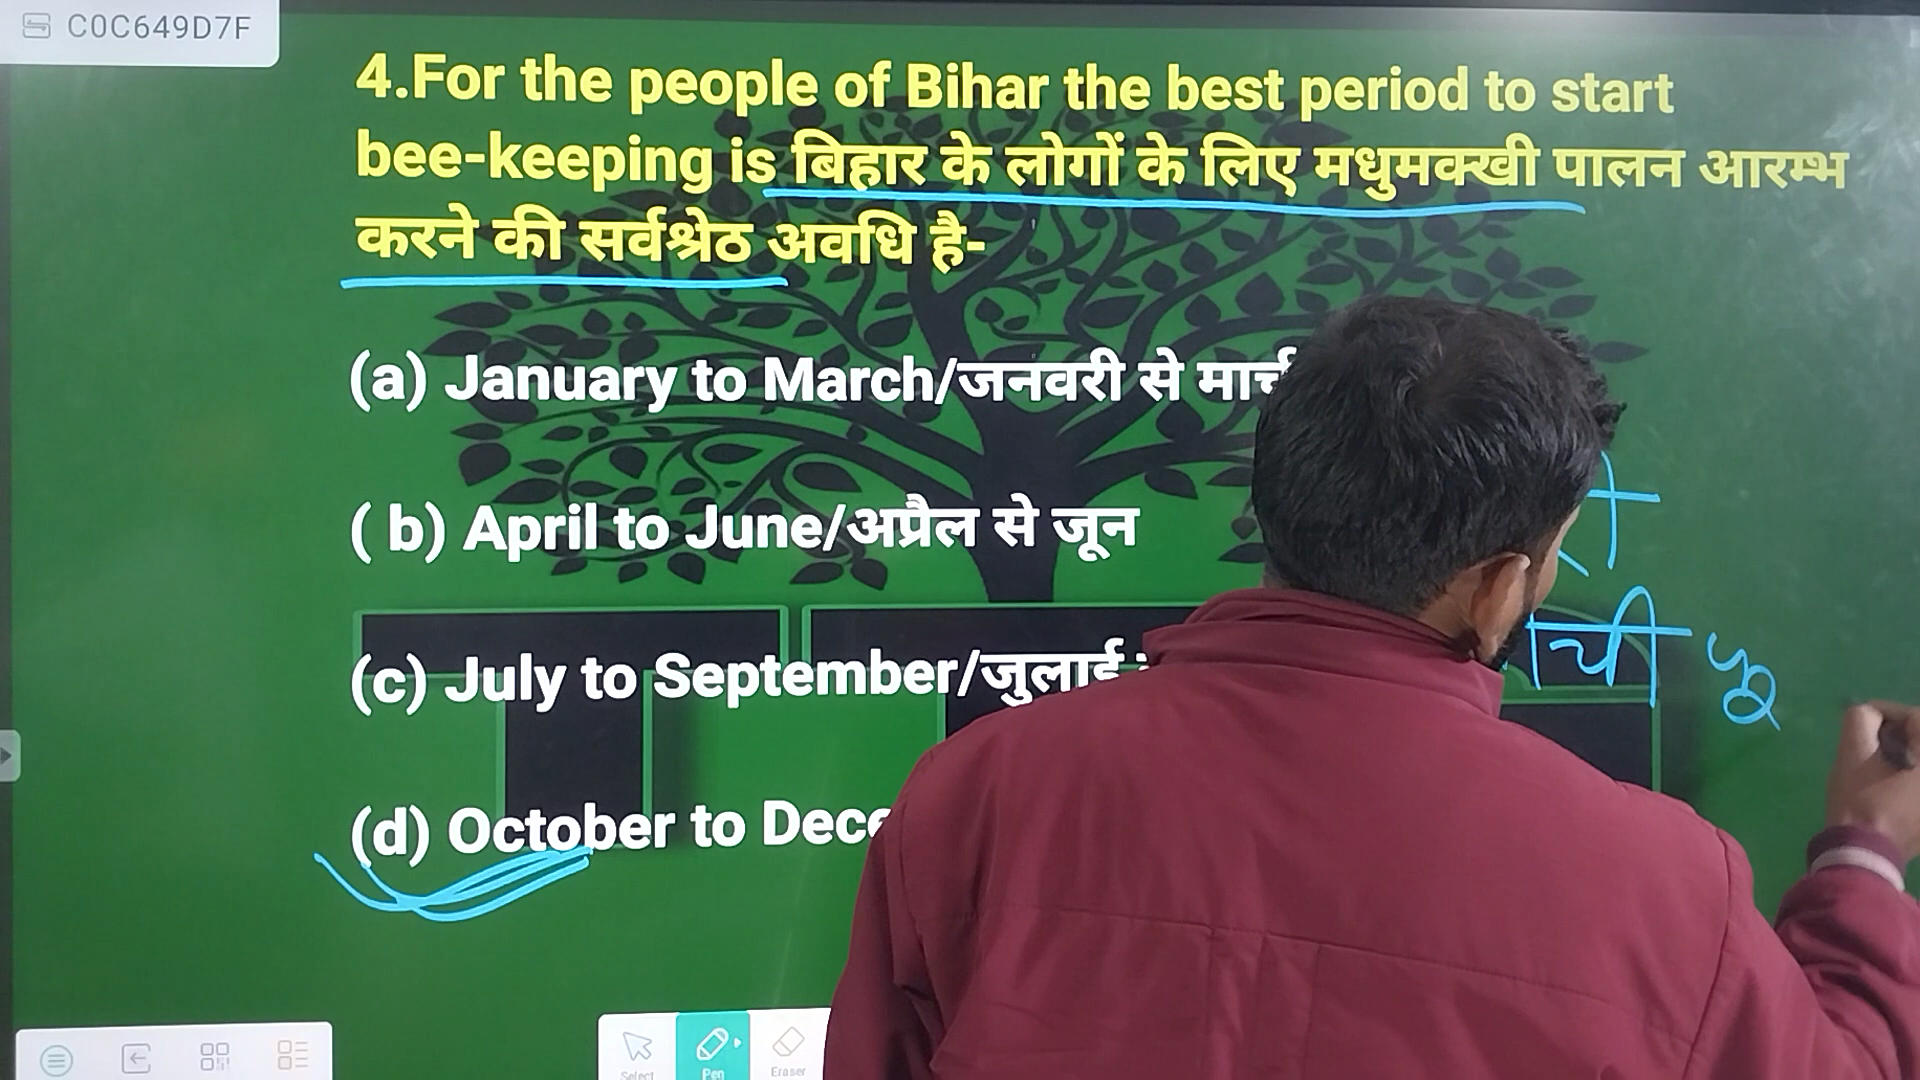 C0C649D7F
4.For the people of Bihar the best period to start
bee-keeping is बिहार के लोगों के लिए मधुमक्खी पालन आरम्भ
करने की सर्वश्रेठ अवधि है-
(a) January to March/जनवरी से मार्च
( b) April to June/अप्रैल से जून
(c) July to September/जुलाई
(d) October to Dece
Select Pen Eraser